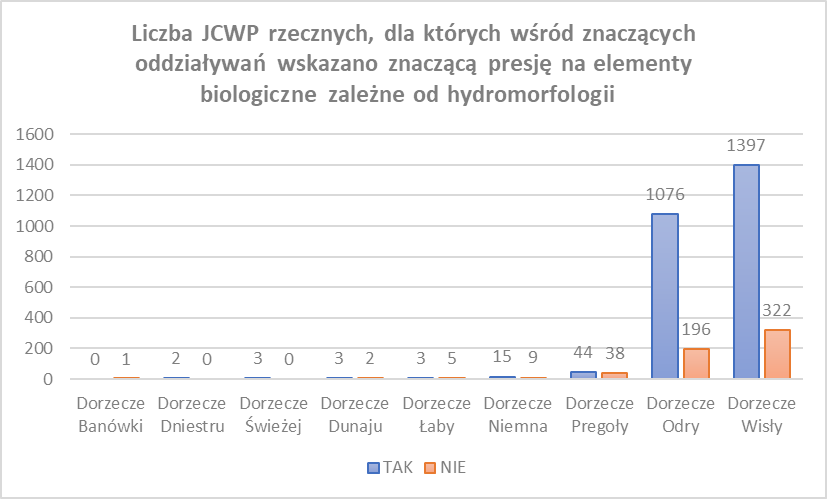 Liczba JCWP rzecznych, dla których wśród znaczących
oddziaływań wskazano znaczącą presję na elementy
biologiczne zależne od hydromorfologii
1600
1400
1200
1000
800
600
400
200
0
0 1 2 0 3 0 3 2 3 5 15 9 44 38 1076 196 1397 322
Dorzecze Dorzecze Dorzecze Dorzecze Dorzecze Dorzecze Dorzecze Dorzecze Dorzecze
Banówki Dniestru Świeżej Dunaju Łaby Niemna Pregoły Odry Wisły
TAK NIE